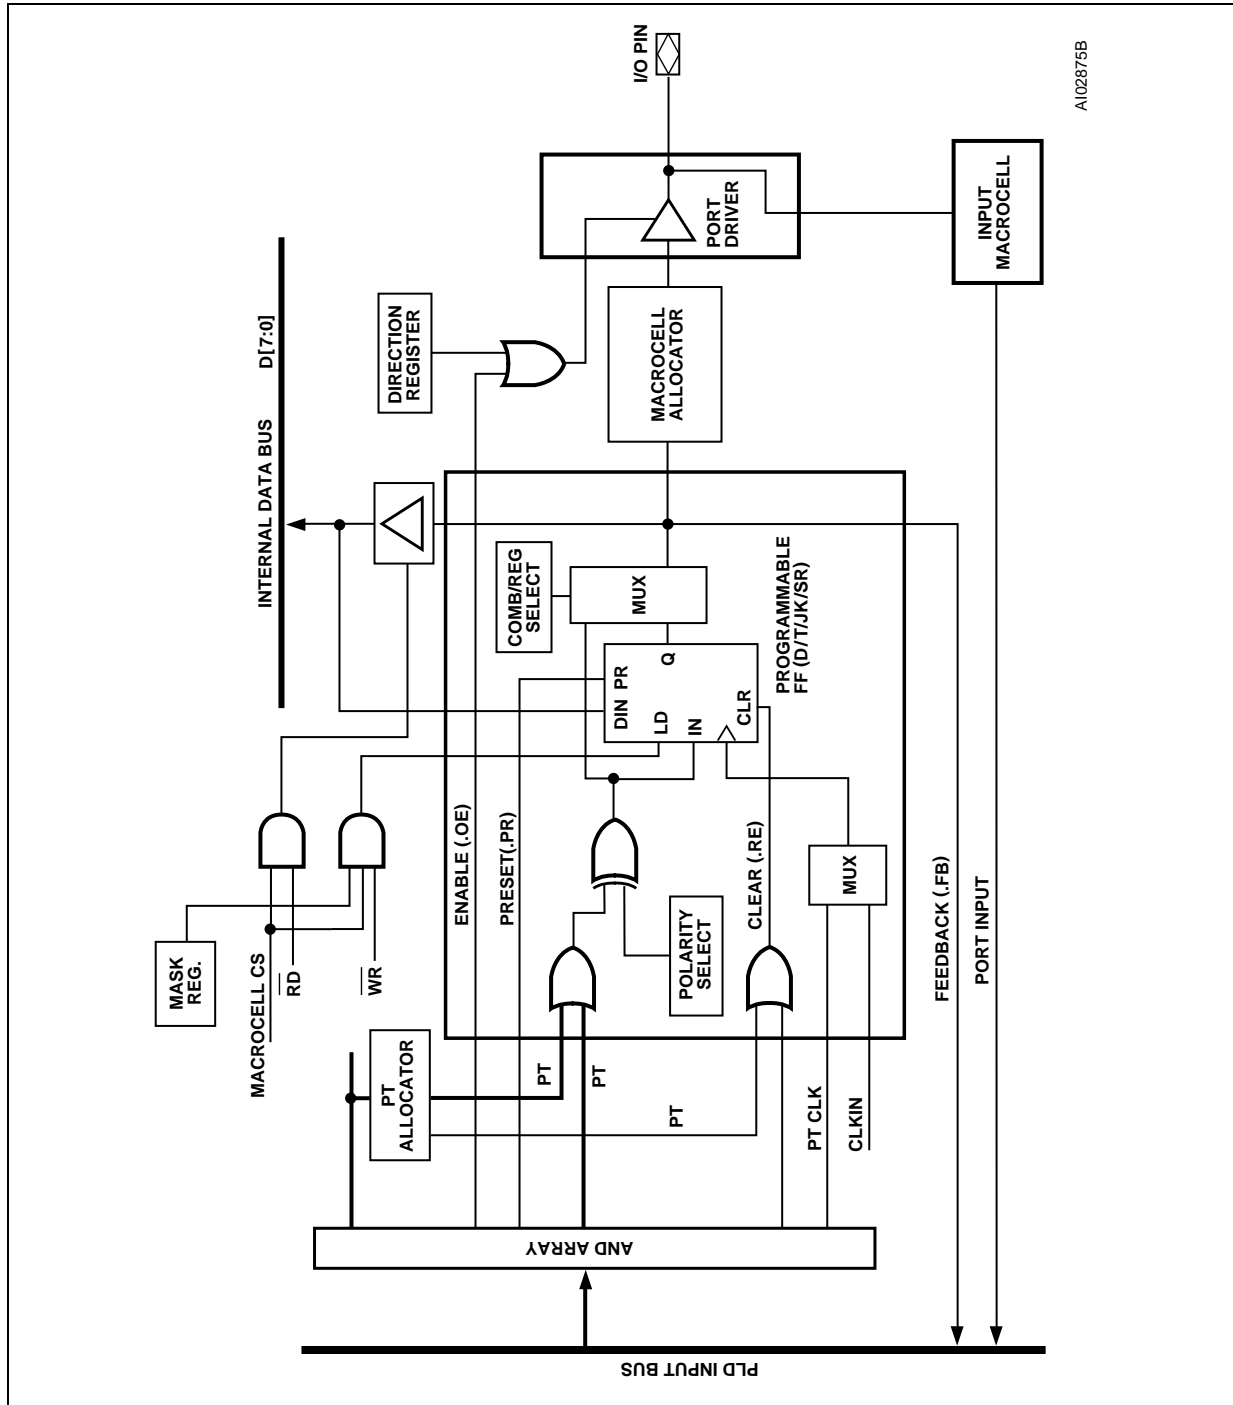 PLD INPUT BUS
AND ARRAY
MASK
REG.
MACROCELL CS
RD
WR
INTERNAL DATA BUS D[7:0]
DIRECTION
REGISTER
PT
ALLOCATOR
ENABLE (.OE)
PRESET(.PR)
COMB/REG
SELECT
PT
PT
PT
DIN PR
LD
Q
IN
CLR
MUX
MACROCELL
ALLOCATOR
PORT
DRIVER
I/O PIN
POLARITY
SELECT
CLEAR (.RE)
PROGRAMMABLE
FF (D/T/JK/SR)
PT CLK
CLKIN
MUX
FEEDBACK (.FB)
PORT INPUT
INPUT
MACROCELL
AI02875B